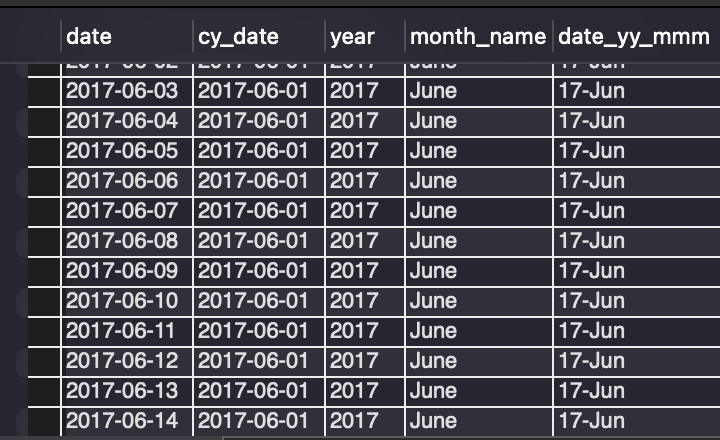 date cy_date year month_name date_yy_mmm
2017-06-03 2017-06-01 2017 June 17-Jun
2017-06-04 2017-06-01 2017 June 17-Jun
2017-06-05 2017-06-01 2017 June 17-Jun
2017-06-06 2017-06-01 2017 June 17-Jun
2017-06-07 2017-06-01 2017 June 17-Jun
2017-06-08 2017-06-01 2017 June 17-Jun
2017-06-09 2017-06-01 2017 June 17-Jun
2017-06-10 2017-06-01 2017 June 17-Jun
2017-06-11 2017-06-01 2017 June 17-Jun
2017-06-12 2017-06-01 2017 June 17-Jun
2017-06-13 2017-06-01 2017 June 17-Jun
2017-06-14 2017-06-01 2017 June 17-Jun